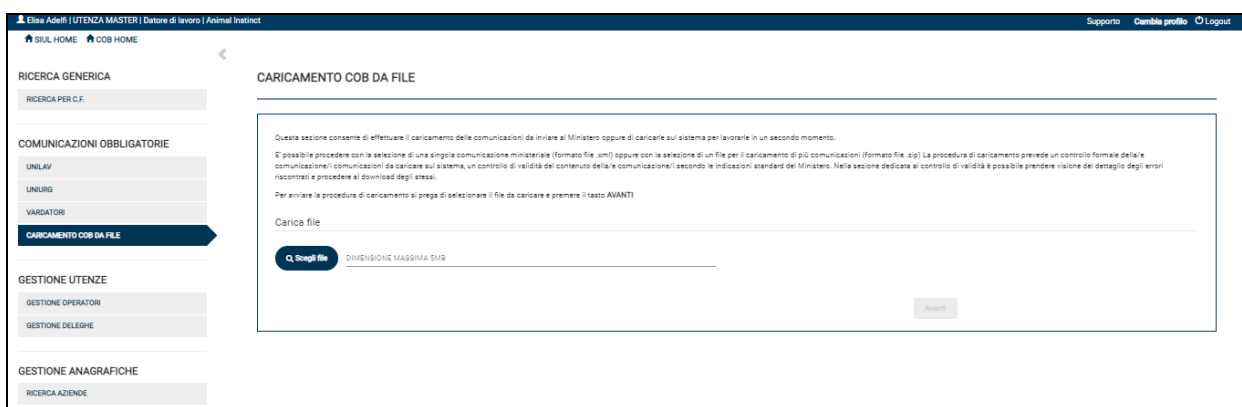 Elisa Adelfi | UTENZA MASTER | Datore di lavoro | Animal Instinct
Supporto Cambia profilo Logout
SIUL HOME COB HOME
RICERCA GENERICA
RICERCA PER C.F.
COMUNICAZIONI OBBLIGATORIE
UNILAV
UNIURG
VARDATORI
CARICAMENTO COB DA FILE
GESTIONE UTENZE
GESTIONE OPERATORI
GESTIONE DELEGHE
GESTIONE ANAGRAFICHE
RICERCA AZIENDE
CARICAMENTO COB DA FILE
Questa sezione consente di effettuare il caricamento delle comunicazioni da inviare al Ministero oppure di caricarle sul sistema per lavorarle in un secondo momento.
E' possibile procedere con la selezione di una singola comunicazione ministeriale (formato file .xml) oppure con la selezione di un file per il caricamento di più comunicazioni (formato file .zip) La procedura di caricamento prevede un controllo formale della/e
comunicazione/i comunicazioni da caricare sul sistema, un controllo di validità del contenuto della/e comunicazione/i secondo le indicazioni standard del Ministero. Nella sezione dedicata al controllo di validità è possibile prendere visione del dettaglio degli errori
riscontrati e procedere al download degli stessi.
Per avviare la procedura di caricamento si prega di selezionare il file da caricare e premere il tasto AVANTI
Carica file
Scegli file DIMENSIONE MASSIMA 5MB
Avanti